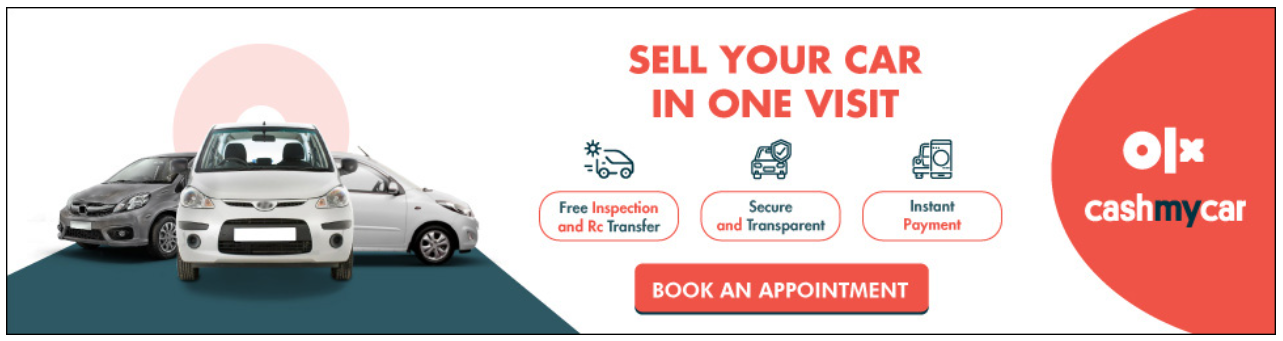 SELL YOUR CAR
IN ONE VISIT
Free Inspection
and Rc Transfer
Secure
and Transparent
Instant
Payment
BOOK AN APPOINTMENT
olx
cashmycar